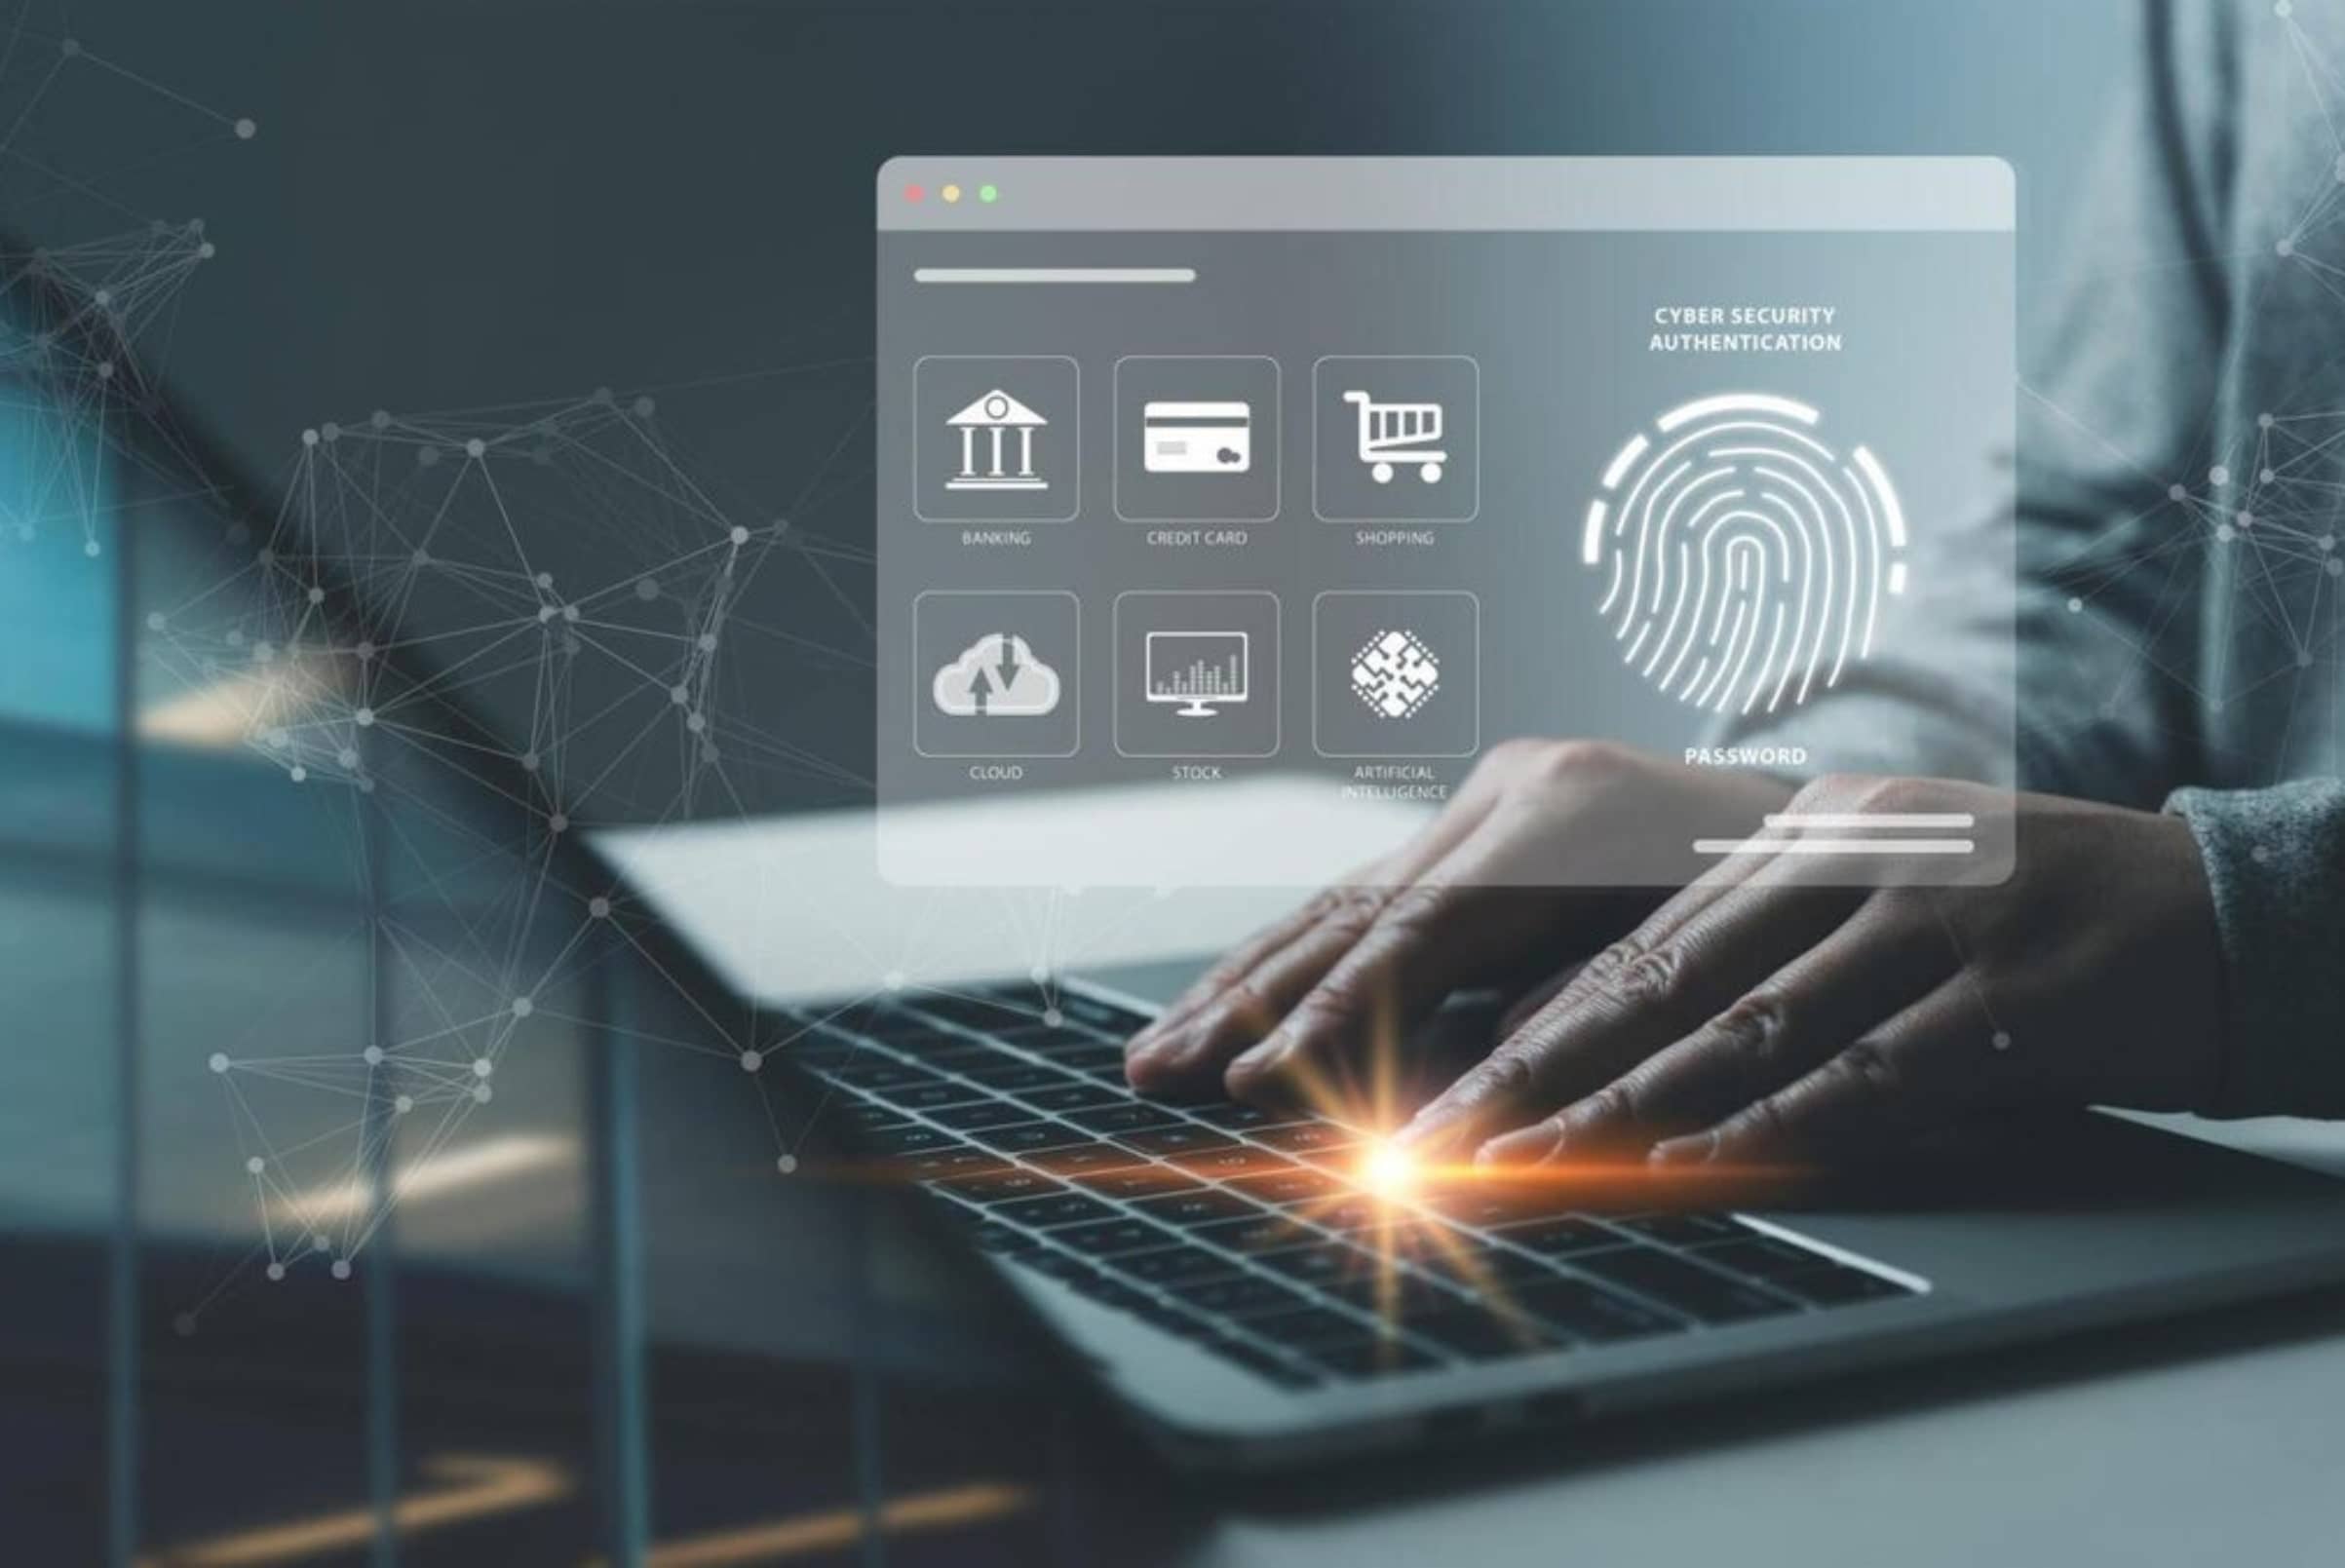 CYBER SECURITY
AUTHENTICATION
BANKING
CREDIT CARD
SHOPPING
CLOUD
STOCK
ARTIFICIAL
INTELLIGENCE
PASSWORD